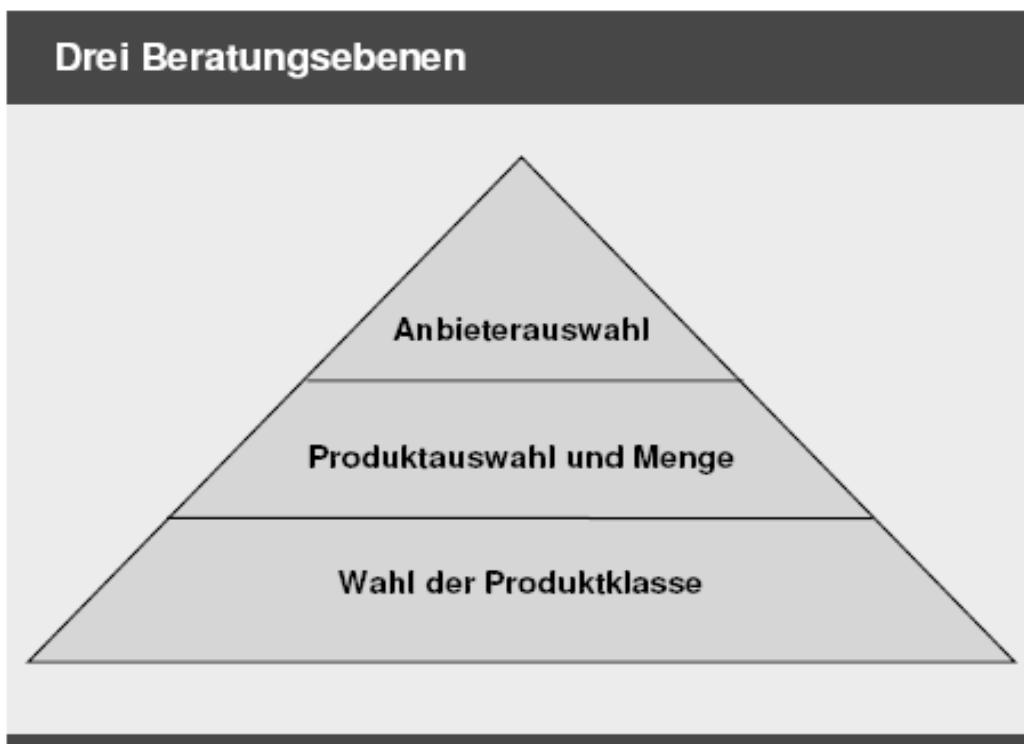 Drei Beratungsebenen
Anbieterauswahl
Produktauswahl und Menge
Wahl der Produktklasse